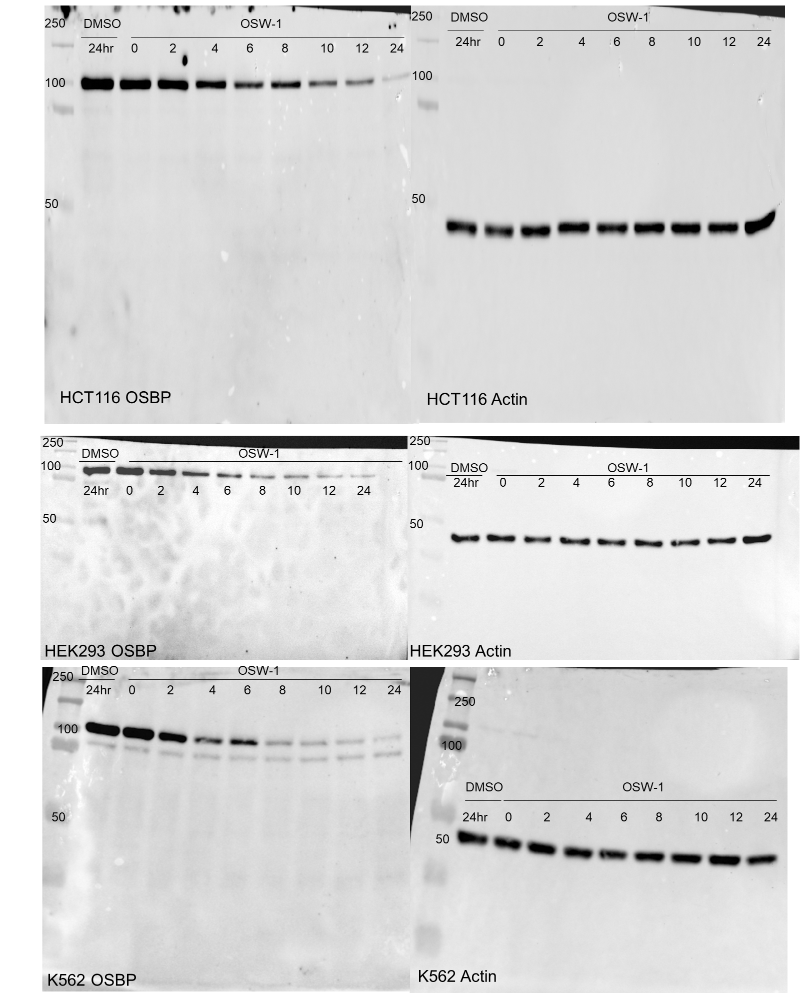 250 DMSO OSW-1
24hr 0 2 4 6 8 10 12 24
100
50
HCT116 OSBP
250 DMSO OSW-1
24hr 0 2 4 6 8 10 12 24
100
50
HCT116 Actin
250
DMSO OSW-1
100
24hr 0 2 4 6 8 10 12 24
50
HEK293 OSBP
250
100 DMSO OSW-1
24hr 0 2 4 6 8 10 12 24
50
HEK293 Actin
DMSO OSW-1
250
24hr 0 2 4 6 8 10 12 24
100
50
K562 OSBP
250
100
DMSO OSW-1
24hr 0 2 4 6 8 10 12 24
50
K562 Actin